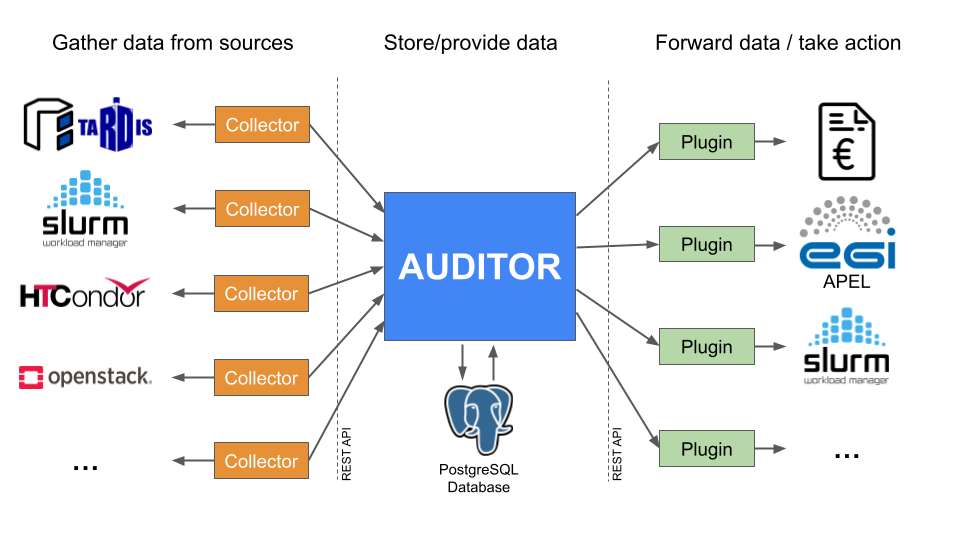 Gather data from sources
Store/provide data
Forward data / take action
TARDIS
Collector
slurm
workload manager
Collector
HTCondor
Collector
openstack.
Collector
...
Collector
REST API
AUDITOR
PostgreSQL
Database
REST API
Plugin
€
Plugin
egi
APEL
Plugin
slurm
workload manager
Plugin
...